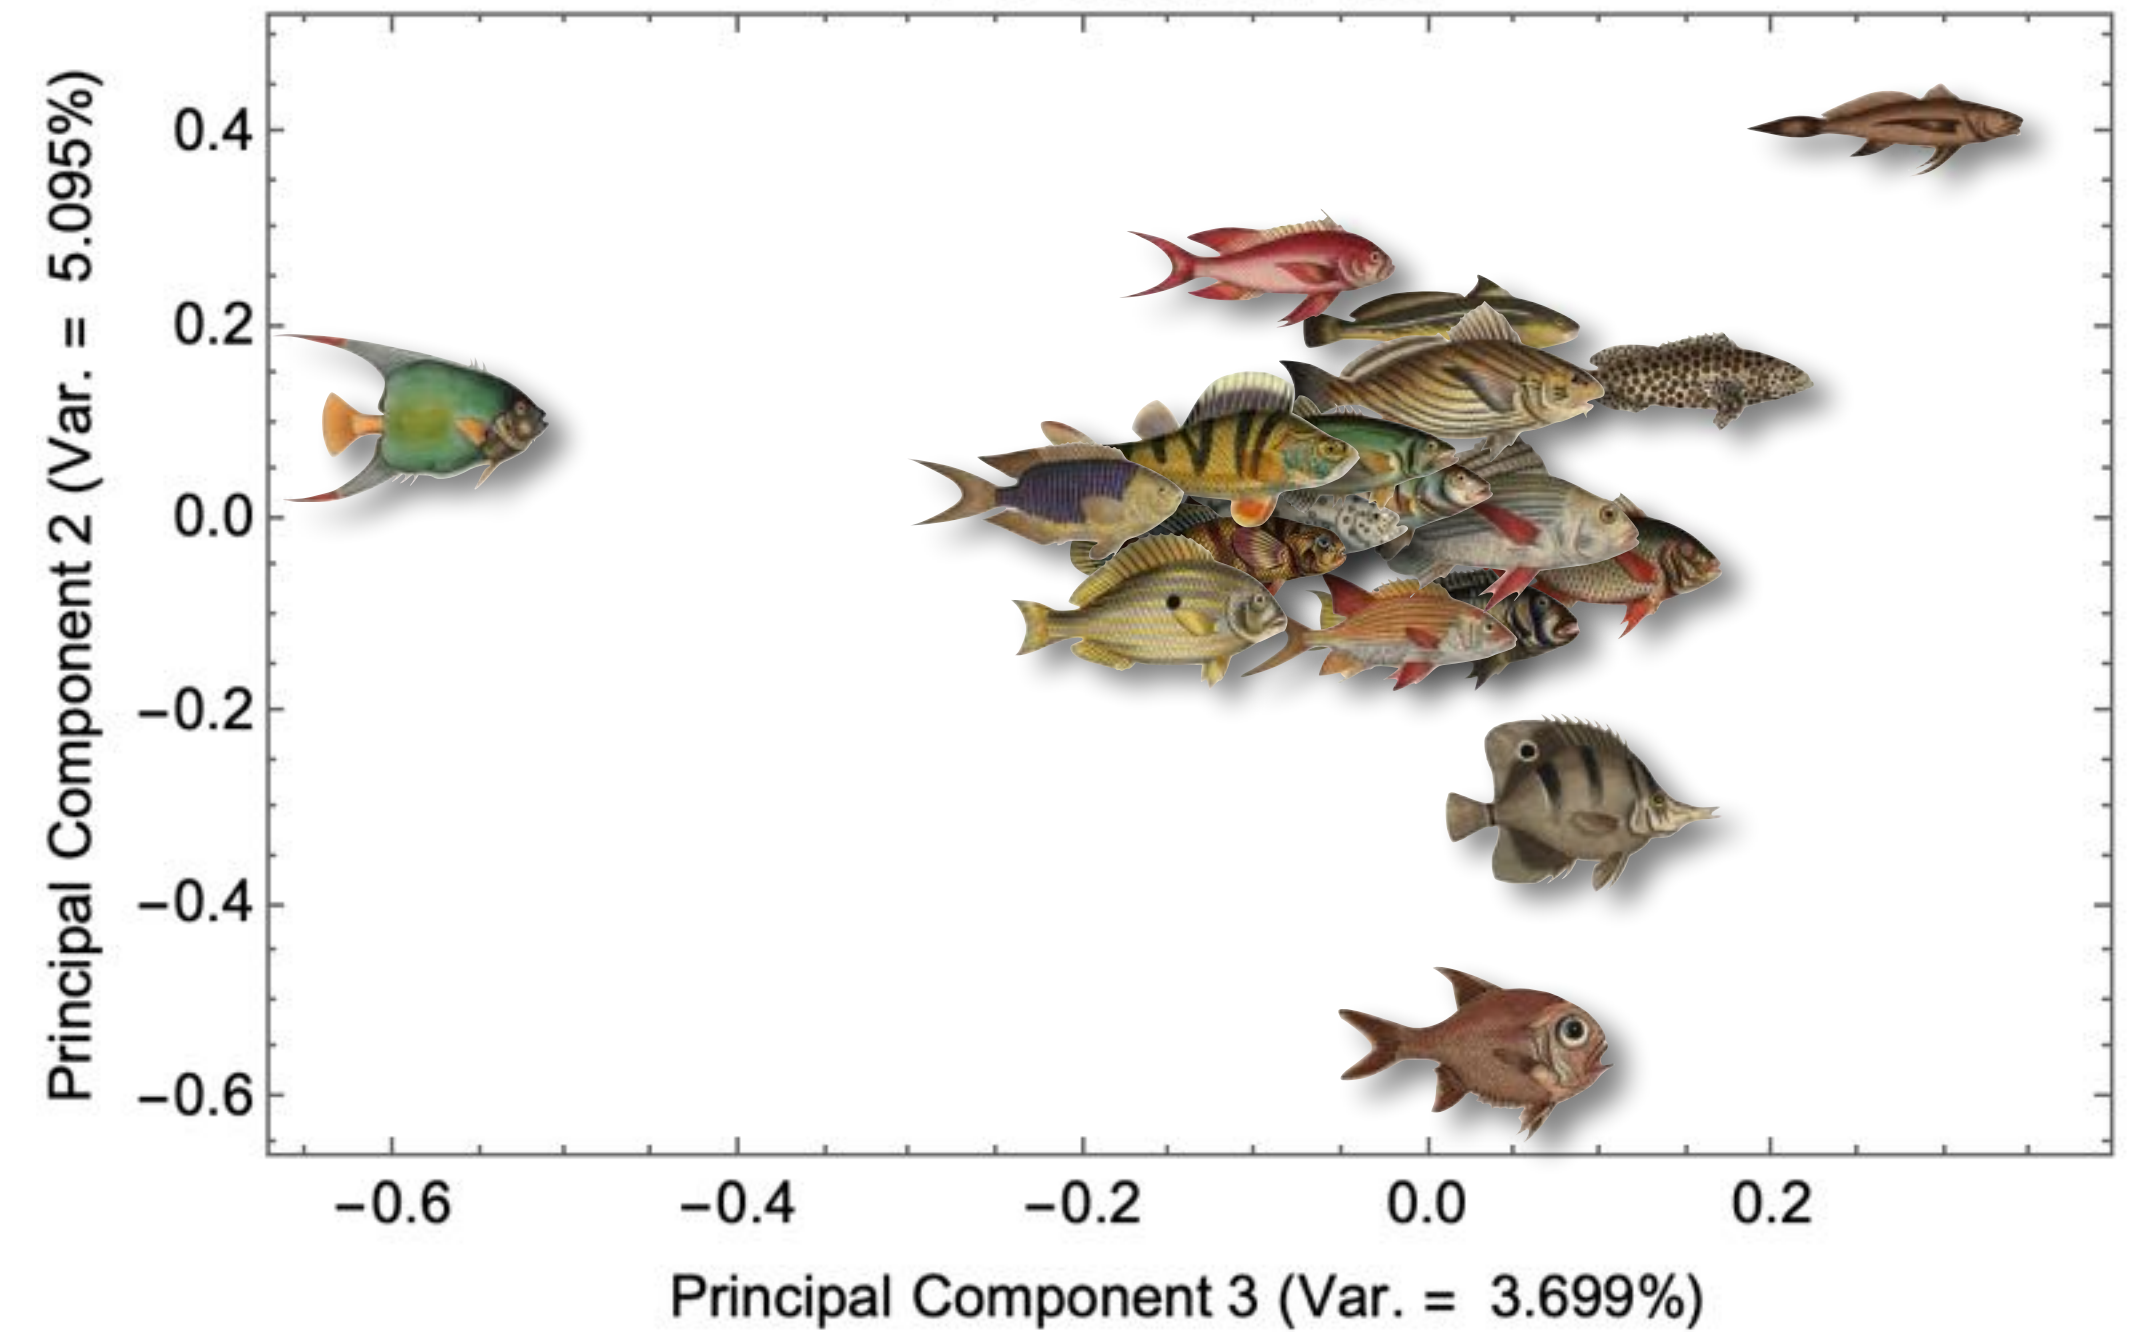 Principal Component 2 (Var. = 5.095%)
0.4
0.2
0.0
−0.2
−0.4
−0.6
−0.6 −0.4 −0.2 0.0 0.2
Principal Component 3 (Var. = 3.699%)